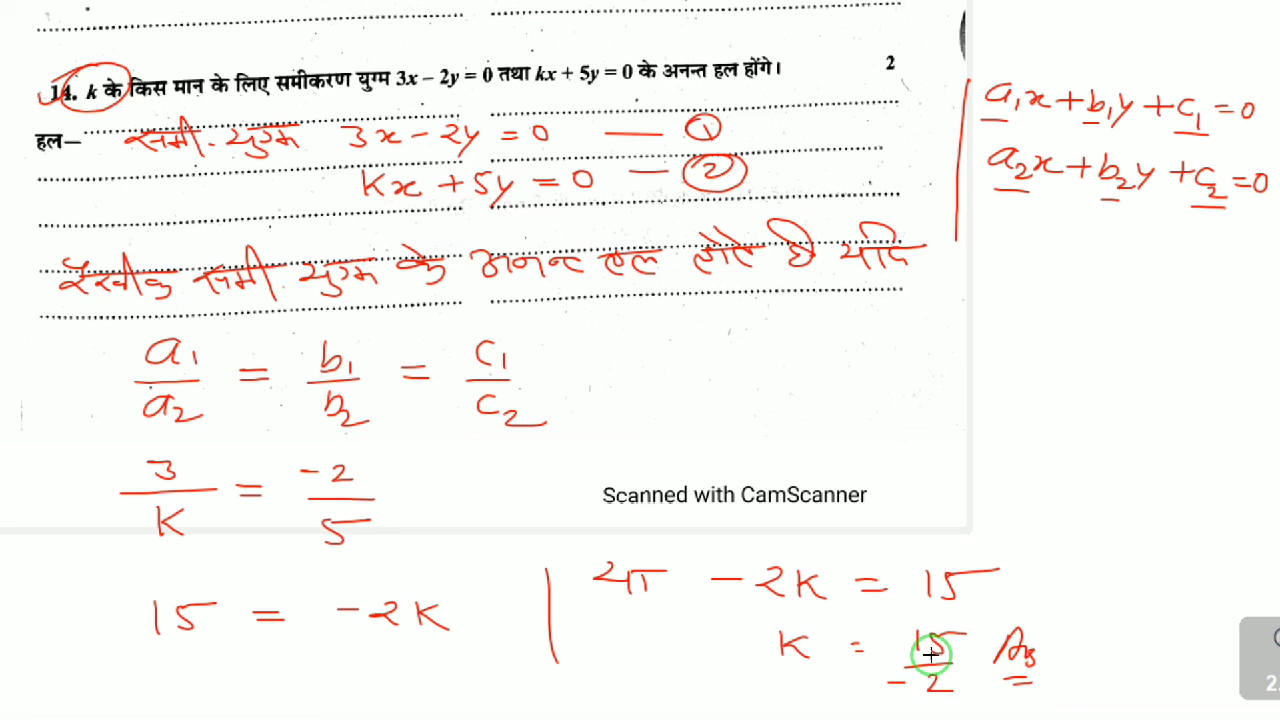 14. k के किस मान के लिए समीकरण युग्म 3x – 2y = 0 तथा kx + 5y = 0 के अनन्त हल होंगे। 2
हल– समी. युग्म 3x - 2y = 0 — ①
Kx + 5y = 0 — ②
रैखीक समी. युग्म के अनन्त हल होते है यदि
a₁/a₂ = b₁/b₂ = c₁/c₂
3/K = -2/5
15 = -2K
या -2K = 15
K = 15/-2 Ans
a₁x + b₁y + c₁ = 0
a₂x + b₂y + c₂ = 0
Scanned with CamScanner